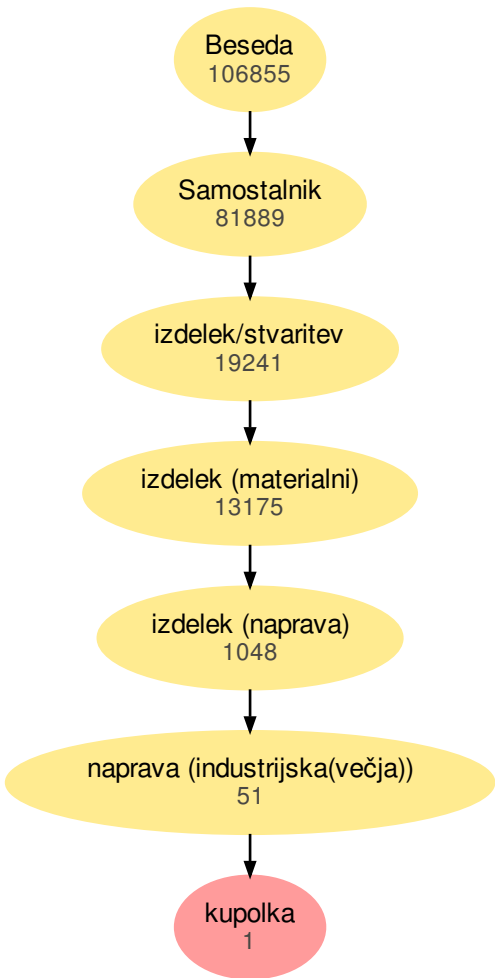 Beseda
106855
Samostalnik
81889
izdelek/stvaritev
19241
izdelek (materialni)
13175
izdelek (naprava)
1048
naprava (industrijska(večja))
51
kupolka
1